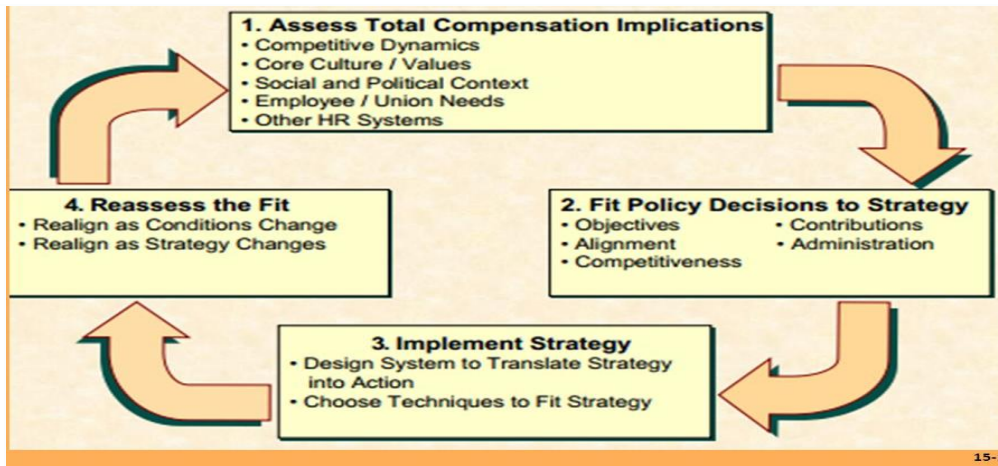 1. Assess Total Compensation Implications
• Competitive Dynamics
• Core Culture / Values
• Social and Political Context
• Employee / Union Needs
• Other HR Systems
2. Fit Policy Decisions to Strategy
• Objectives
• Alignment
• Competitiveness
• Contributions
• Administration
3. Implement Strategy
• Design System to Translate Strategy
into Action
• Choose Techniques to Fit Strategy
4. Reassess the Fit
• Realign as Conditions Change
• Realign as Strategy Changes
15-